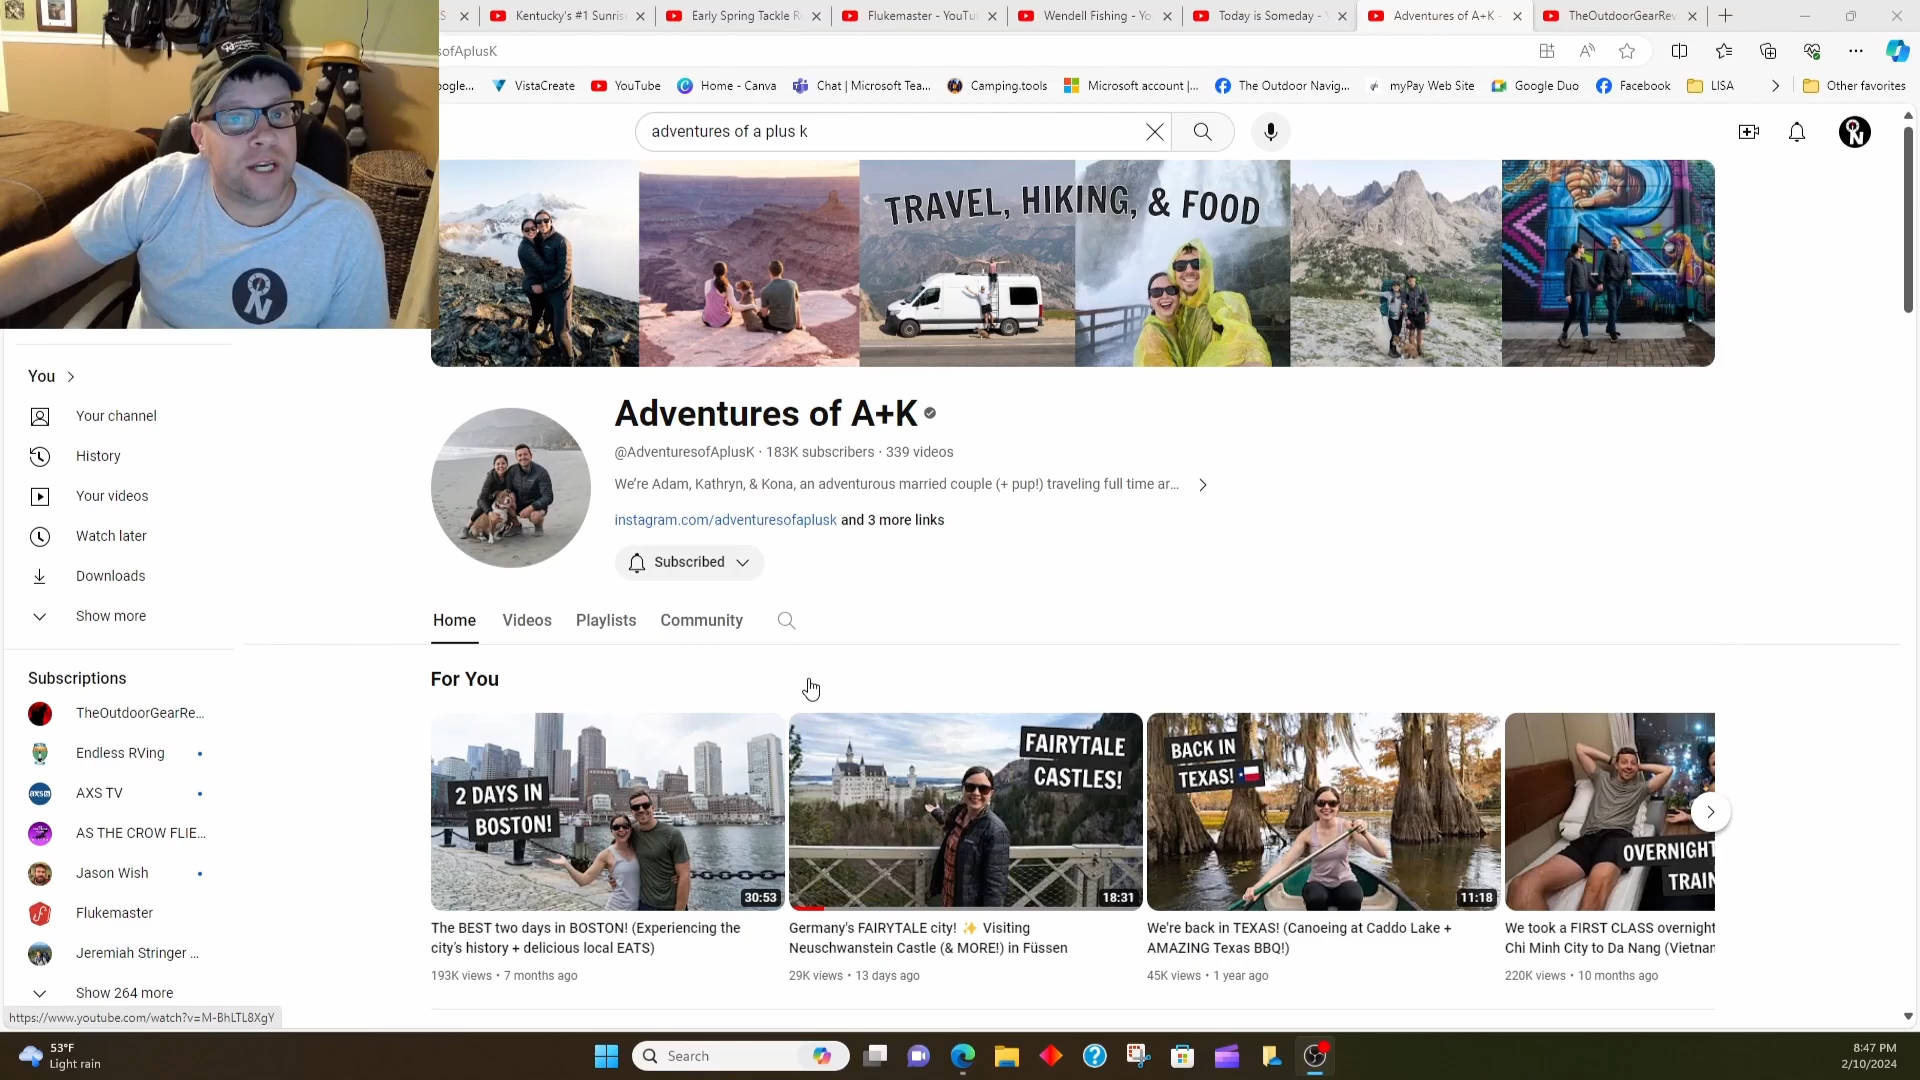 Kentucky's #1 Sunris
Early Spring Tackle R
Flukemaster - YouTu
Wendell Fishing - Yo
Today is Someday -
Adventures of A+K -
TheOutdoorGearRev
sofAplusK
oogle...
VistaCreate
YouTube
Home - Canva
Chat | Microsoft Tea...
Camping.tools
Microsoft account |...
The Outdoor Navig...
myPay Web Site
Google Duo
Facebook
LISA
Other favorites
adventures of a plus k
TRAVEL, HIKING, & FOOD
Adventures of A+K
@AdventuresofAplusK · 183K subscribers · 339 videos
We're Adam, Kathryn, & Kona, an adventurous married couple (+ pup!) traveling full time ar...
instagram.com/adventuresofaplusk and 3 more links
Subscribed
Home
Videos
Playlists
Community
You
Your channel
History
Your videos
Watch later
Downloads
Show more
Subscriptions
TheOutdoorGearRe...
Endless RVing
AXS TV
AS THE CROW FLIE...
Jason Wish
Flukemaster
Jeremiah Stringer ...
Show 264 more
For You
2 DAYS IN
BOSTON!
30:53
The BEST two days in BOSTON! (Experiencing the
city's history + delicious local EATS)
193K views • 7 months ago
FAIRYTALE
CASTLES!
18:31
Germany's FAIRYTALE city! ✨ Visiting
Neuschwanstein Castle (& MORE!) in Füssen
29K views • 13 days ago
BACK IN
TEXAS!
11:18
We're back in TEXAS! (Canoeing at Caddo Lake +
AMAZING Texas BBQ!)
45K views • 1 year ago
OVERNIGHT
TRAIN
We took a FIRST CLASS overnight
Chi Minh City to Da Nang (Vietnam
220K views • 10 months ago
https://www.youtube.com/watch?v=M-BhLTL8XgY
53°F
Light rain
Search
8:47 PM
2/10/2024